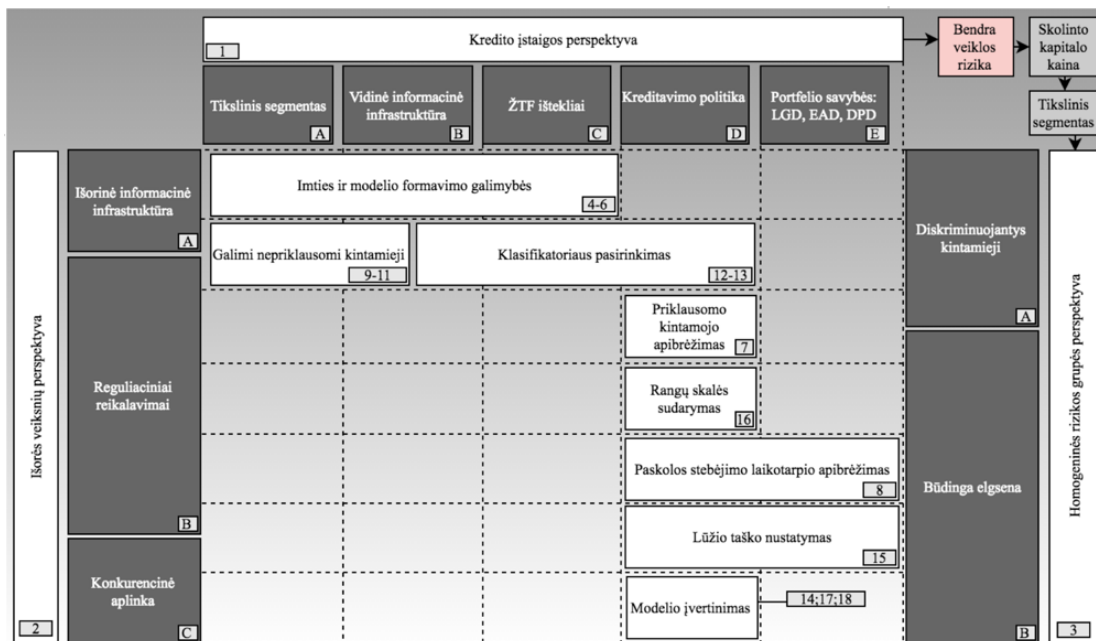 Kredito įstaigos perspektyva
1
Bendra
veiklos
rizika
Skolinto
kapitalo
kaina
Tikslinis segmentas
A
Vidinė informacinė
infrastruktūra
B
ŽTF ištekliai
C
Kreditavimo politika
D
Portfelio savybės:
LGD, EAD, DPD
E
Tikslinis
segmentas
Išorės veiksnių perspektyva
2
Išorinė informacinė
infrastruktūra
A
Imties ir modelio formavimo galimybės
4-6
Diskriminuojantys
kintamieji
A
Homogeninės rizikos grupės perspektyva
3
Galimi nepriklausomi kintamieji
9-11
Klasifikatoriaus pasirinkimas
12-13
Reguliaciniai
reikalavimai
B
Priklausomo
kintamojo
apibrėžimas
7
Rangų skalės
sudarymas
16
Paskolos stebėjimo laikotarpio apibrėžimas
8
Būdinga elgsena
B
Lūžio taško nustatymas
15
Konkurencinė
aplinka
C
Modelio įvertinimas
14;17;18